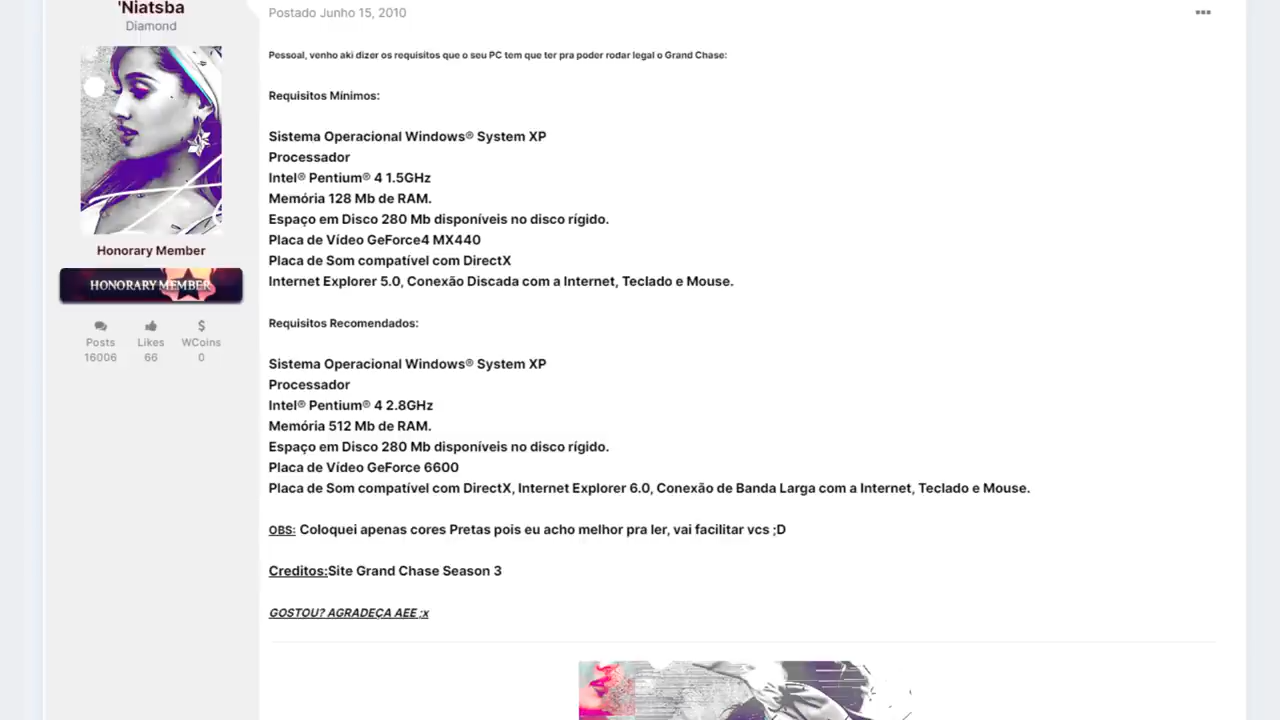 'Niatsba
Diamond
Honorary Member
HONORARY MEMBER
Posts
16006
Likes
66
WCoins
0
Postado Junho 15, 2010
Pessoal, venho aki dizer os requisitos que o seu PC tem que ter pra poder rodar legal o Grand Chase:
Requisitos Mínimos:
Sistema Operacional Windows® System XP
Processador
Intel® Pentium® 4 1.5GHz
Memória 128 Mb de RAM.
Espaço em Disco 280 Mb disponíveis no disco rígido.
Placa de Vídeo GeForce4 MX440
Placa de Som compatível com DirectX
Internet Explorer 5.0, Conexão Discada com a Internet, Teclado e Mouse.
Requisitos Recomendados:
Sistema Operacional Windows® System XP
Processador
Intel® Pentium® 4 2.8GHz
Memória 512 Mb de RAM.
Espaço em Disco 280 Mb disponíveis no disco rígido.
Placa de Vídeo GeForce 6600
Placa de Som compatível com DirectX, Internet Explorer 6.0, Conexão de Banda Larga com a Internet, Teclado e Mouse.
OBS: Coloquei apenas cores Pretas pois eu acho melhor pra ler, vai facilitar vcs ;D
Creditos:Site Grand Chase Season 3
GOSTOU? AGRADEÇA AEE ;x